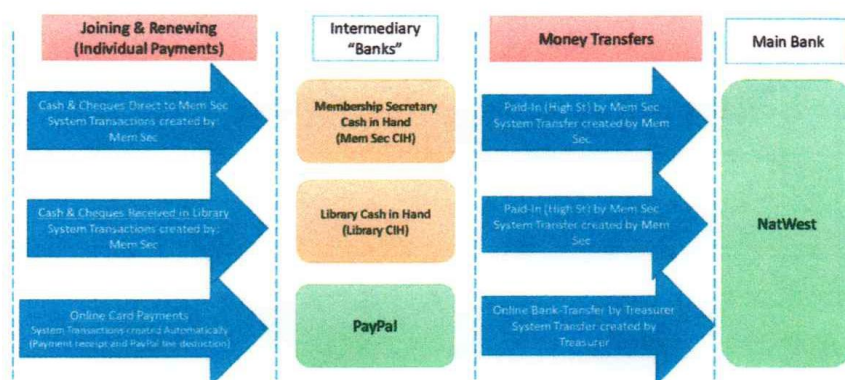 Joining & Renewing
(Individual Payments)
Intermediary
"Banks"
Money Transfers
Main Bank
Cash & Cheques Direct to Mem Sec
System Transactions created by:
Mem Sec
Membership Secretary
Cash in Hand
(Mem Sec CIH)
Paid-In (High St) by Mem Sec
System Transfer created by Mem
Sec
Cash & Cheques Received in Library
System Transactions created by:
Mem Sec
Library Cash in Hand
(Library CIH)
Paid-In (High St) by Mem Sec
System Transfer created by Mem
Sec
NatWest
Online Card Payments
System Transactions created Automatically
(Payment receipt and PayPal fee deduction)
PayPal
Online Bank-Transfer by Treasurer
System Transfer created by
Treasurer